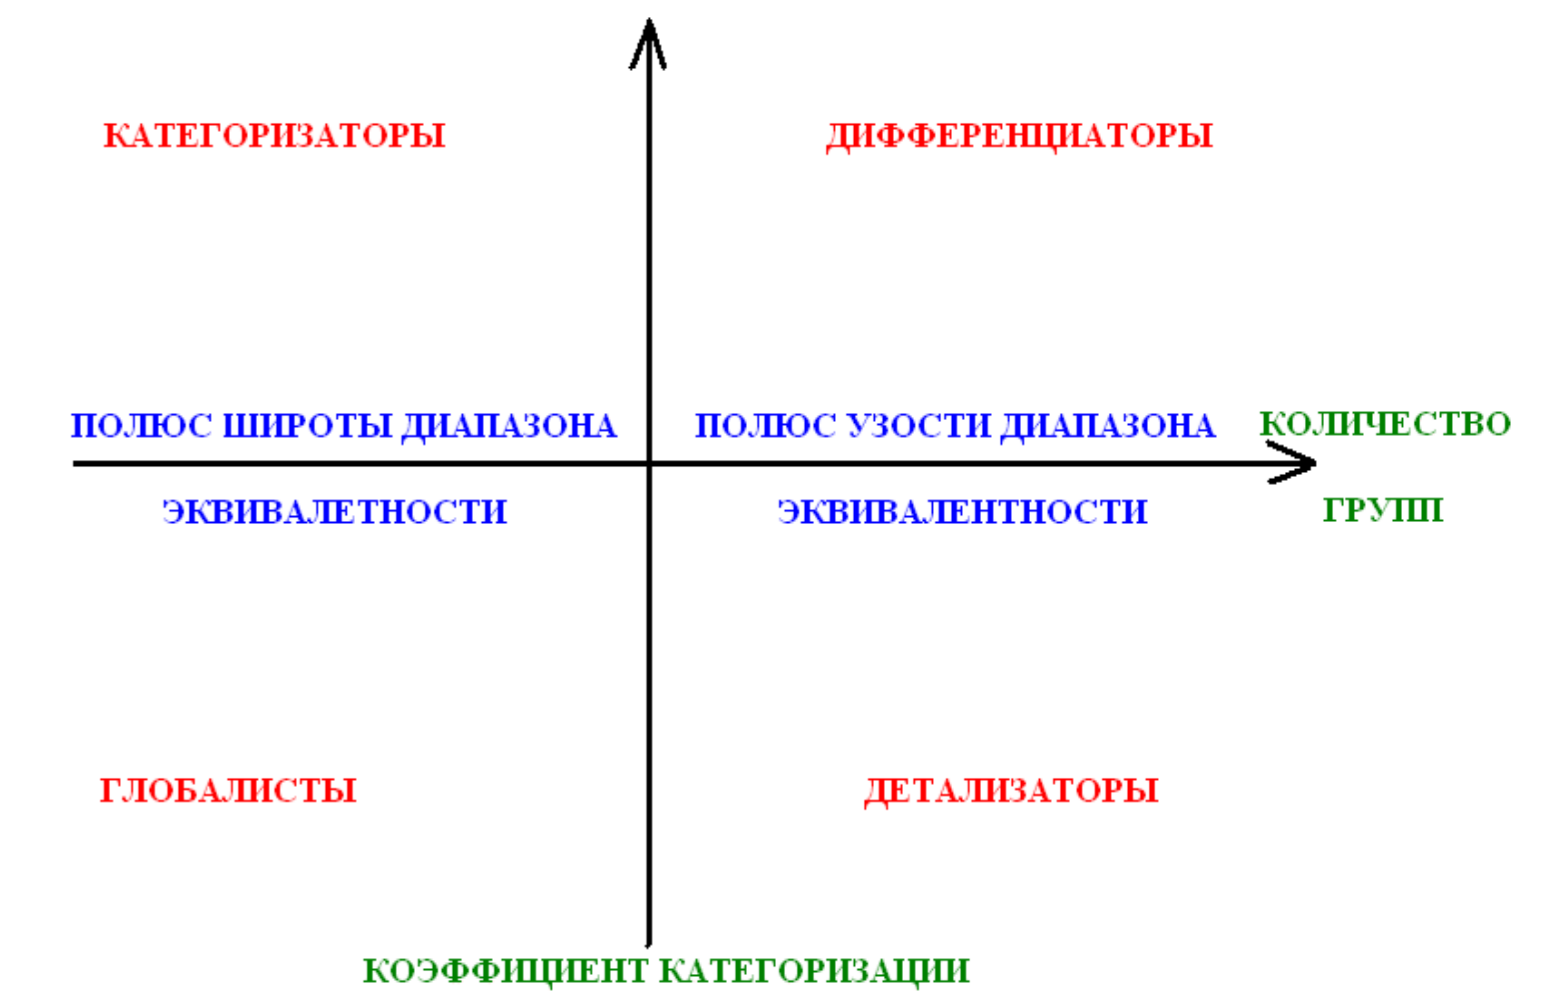 КАТЕГОРИЗАТОРЫ
ДИФФЕРЕНЦИАТОРЫ
ПОЛЮС ШИРОТЫ ДИАПАЗОНА
ЭКВИВАЛЕТНОСТИ
ПОЛЮС УЗОСТИ ДИАПАЗОНА
ЭКВИВАЛЕНТНОСТИ
КОЛИЧЕСТВО
ГРУПП
ГЛОБАЛИСТЫ
ДЕТАЛИЗАТОРЫ
КОЭФФИЦИЕНТ КАТЕГОРИЗАЦИИ